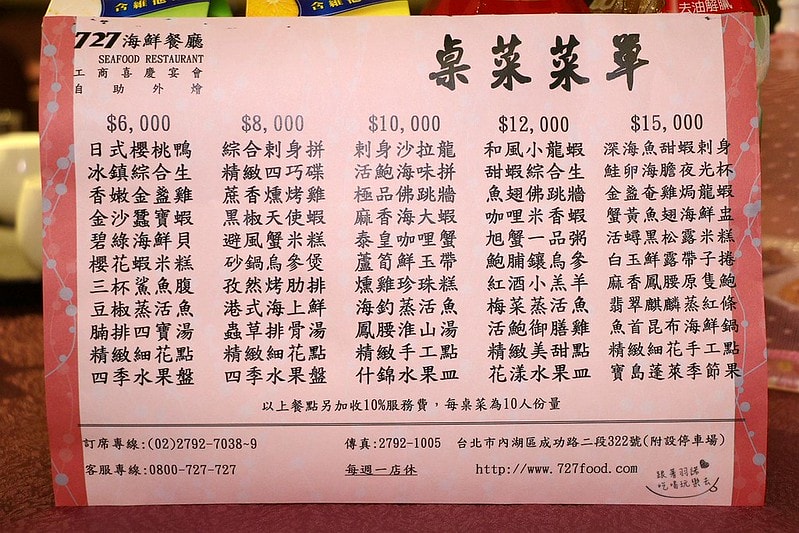 含維他
含維他
去油解膩
727海鮮餐廳
SEAFOOD RESTAURANT
工商喜慶宴會
自助外燴
桌菜菜單
$6,000
日式櫻桃鴨
冰鎮綜合生
香嫩金盞雞
金沙蠶寶蝦
碧綠海鮮貝
櫻花蝦米糕
三杯鯊魚腹
豆椒蒸活魚
腩排四寶湯
精緻細花點
四季水果盤
$8,000
綜合刺身拼
精緻四巧碟
蔗香燻烤雞
黑椒天使蝦
避風蟹米糕
砂鍋烏參煲
孜然烤肋排
港式海上鮮
蟲草排骨湯
精緻細花點
四季水果盤
$10,000
刺身沙拉龍
活鮑海味拼
極品佛跳牆
麻香海大蝦
泰皇咖哩蟹
蘆筍鮮玉帶
燻雞珍珠糕
海釣蒸活魚
鳳腰淮山湯
精緻手工點
什錦水果皿
$12,000
和風小龍蝦
甜蝦綜合生
魚翅佛跳牆
咖哩米香蝦
旭蟹一品粥
鮑脯鑲烏參
紅酒小羔羊
梅菜蒸活魚
活鮑御膳雞
精緻美甜點
花漾水果皿
$15,000
深海魚甜蝦刺身
鮭卵海膽夜光杯
金盞奄雞焗龍蝦
蟹黃魚翅海鮮盅
活蟳黑松露米糕
白玉鮮露帶子捲
麻香鳳腰原隻鮑
翡翠麒麟蒸紅條
魚首昆布海鮮鍋
精緻細花手工點
寶島蓬萊季節果
以上餐點另加收10%服務費，每桌菜為10人份量
訂席專線:(02)2792-7038~9
傳真:2792-1005
台北市內湖區成功路二段322號(附設停車場)
客服專線:0800-727-727
每週一店休
http://www.727food.com
跟著羽諾
吃喝玩樂去